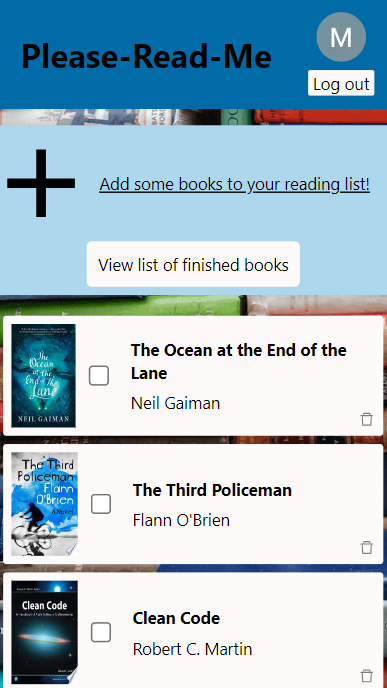 Please-Read-Me
M
Log out
Add some books to your reading list!
View list of finished books
The Ocean at the End of the
Lane
Neil Gaiman
The
Ocean
at the
End of the
Lane
NEIL GAIMAN
The Third Policeman
Flann O'Brien
The Third
Policeman
Flann
O'Brien
A Novel
Clean Code
Robert C. Martin
Clean Code